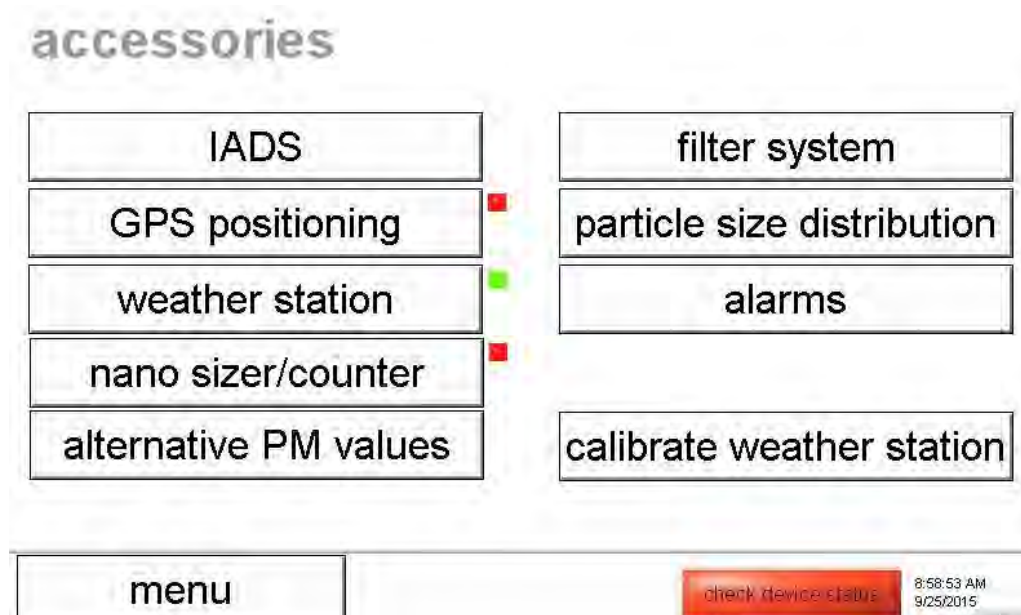 accessories
IADS
filter system
GPS positioning
particle size distribution
weather station
alarms
nano sizer/counter
alternative PM values
calibrate weather station
menu
check device status
8:58:53 AM
9/25/2015